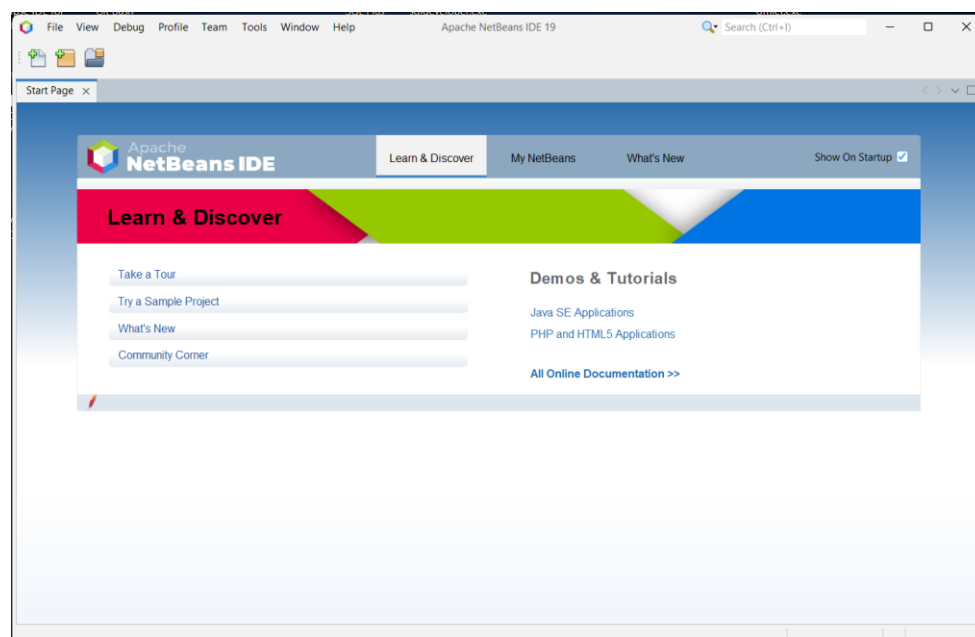 File View Debug Profile Team Tools Window Help Apache NetBeans IDE 19 Search (Ctrl+I)
Start Page
Apache
NetBeans IDE
Learn & Discover My NetBeans What's New Show On Startup
Learn & Discover
Take a Tour
Try a Sample Project
What's New
Community Corner
Demos & Tutorials
Java SE Applications
PHP and HTML5 Applications
All Online Documentation >>